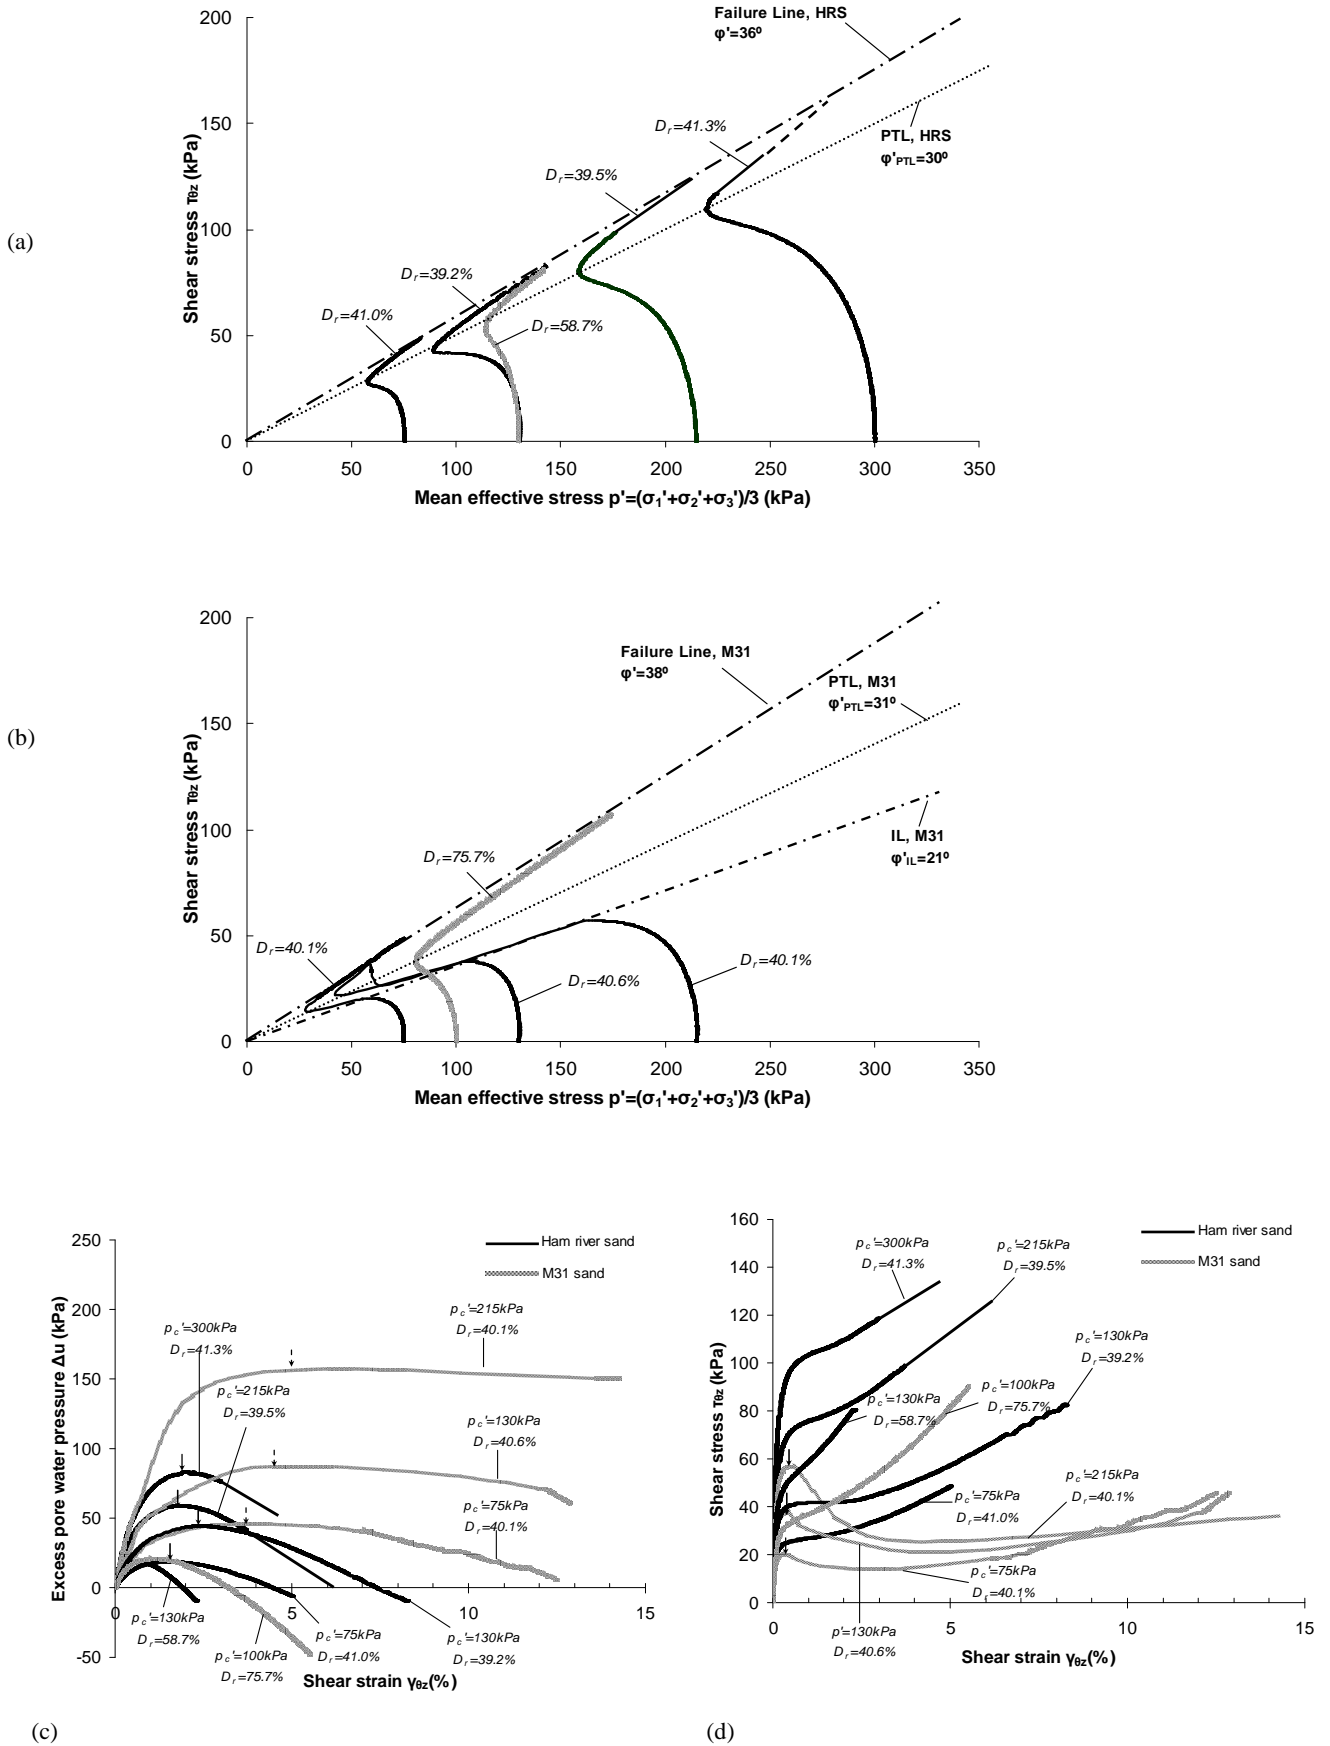 (a)
Shear stress τθz (kPa)
200
150
100
50
0
Failure Line, HRS
φ'=36º
PTL, HRS
φ'PTL=30º
Dr=41.3%
Dr=39.5%
Dr=39.2%
Dr=41.0%
Dr=58.7%
0 50 100 150 200 250 300 350
Mean effective stress p'=(σ1'+σ2'+σ3')/3 (kPa)
(b)
Shear stress τθz (kPa)
200
150
100
50
0
Failure Line, M31
φ'=38º
PTL, M31
φ'PTL=31º
IL, M31
φ'IL=21º
Dr=75.7%
Dr=40.1%
Dr=40.6%
Dr=40.1%
0 50 100 150 200 250 300 350
Mean effective stress p'=(σ1'+σ2'+σ3')/3 (kPa)
Excess pore water pressure Δu (kPa)
250
200
150
100
50
0
-50
Ham river sand
M31 sand
pc'=215kPa
Dr=40.1%
pc'=300kPa
Dr=41.3%
pc'=215kPa
Dr=39.5%
pc'=130kPa
Dr=40.6%
pc'=75kPa
Dr=40.1%
0 5 10 15
pc'=130kPa
Dr=58.7%
pc'=100kPa
Dr=75.7%
pc'=75kPa
Dr=41.0%
pc'=130kPa
Dr=39.2%
Shear strain γθz(%)
(c)
Shear stress τθz (kPa)
160
140
120
100
80
60
40
20
0
Ham river sand
M31 sand
pc'=300kPa
Dr=41.3%
pc'=215kPa
Dr=39.5%
pc'=130kPa
Dr=39.2%
pc'=130kPa
Dr=58.7%
pc'=100kPa
Dr=75.7%
pc'=215kPa
Dr=40.1%
pc'=75kPa
Dr=41.0%
pc'=75kPa
Dr=40.1%
p'=130kPa
Dr=40.6%
0 5 10 15
Shear strain γθz(%)
(d)